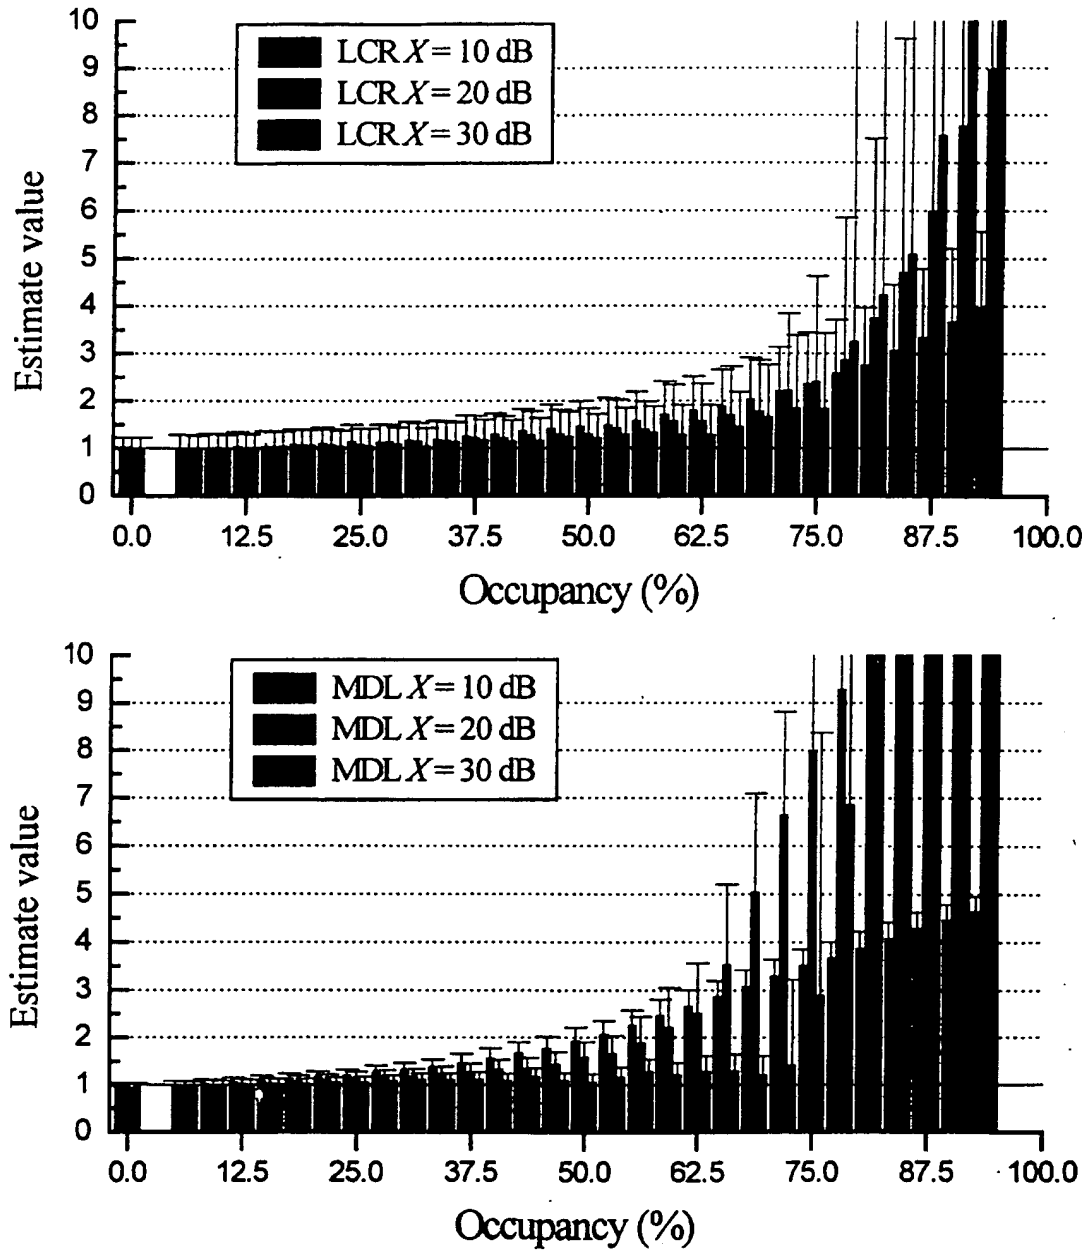 10
9
8
7
6
5
4
3
2
1
0
Estimate value
LCR X = 10 dB
LCR X = 20 dB
LCR X = 30 dB
0.0 12.5 25.0 37.5 50.0 62.5 75.0 87.5 100.0
Occupancy (%)
10
9
8
7
6
5
4
3
2
1
0
Estimate value
MDL X = 10 dB
MDL X = 20 dB
MDL X = 30 dB
0.0 12.5 25.0 37.5 50.0 62.5 75.0 87.5 100.0
Occupancy (%)